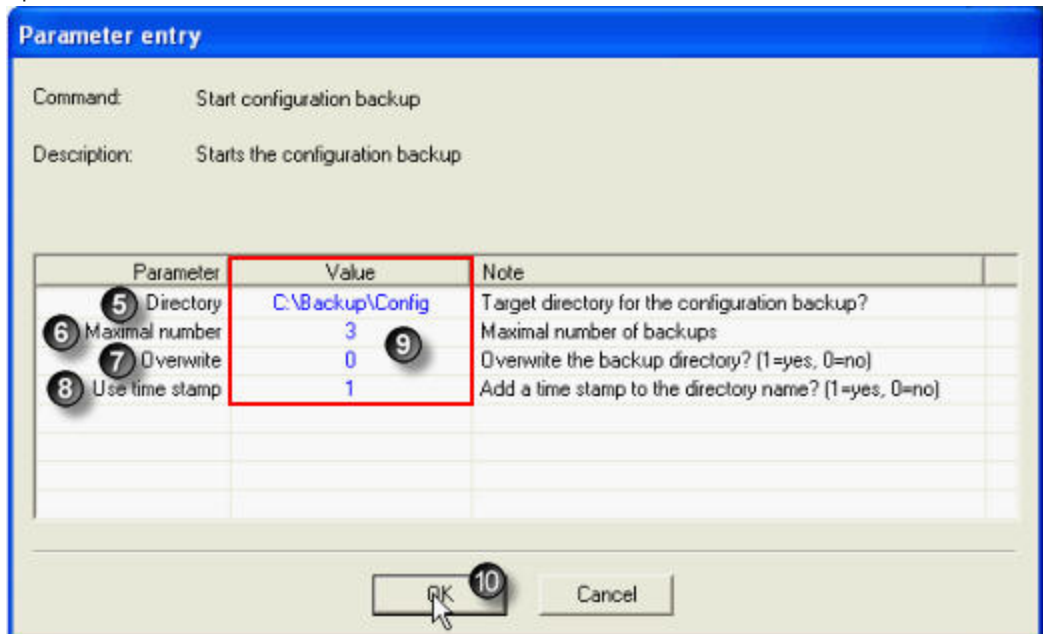 Parameter entry
Command: Start configuration backup
Description: Starts the configuration backup
Parameter Value Note
5 Directory C:\Backup\Config Target directory for the configuration backup?
6 Maximal number 3 Maximal number of backups
7 Overwrite 0 9 Overwrite the backup directory? (1=yes, 0=no)
8 Use time stamp 1 Add a time stamp to the directory name? (1=yes, 0=no)
OK 10 Cancel